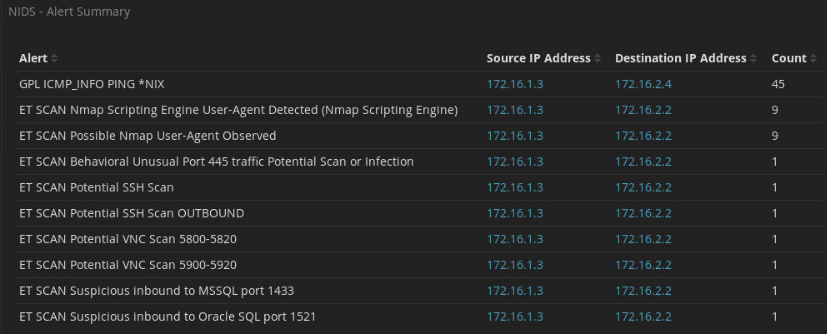 NIDS - Alert Summary
Alert Source IP Address Destination IP Address Count
GPL ICMP_INFO PING *NIX 172.16.1.3 172.16.2.4 45
ET SCAN Nmap Scripting Engine User-Agent Detected (Nmap Scripting Engine) 172.16.1.3 172.16.2.2 9
ET SCAN Possible Nmap User-Agent Observed 172.16.1.3 172.16.2.2 9
ET SCAN Behavioral Unusual Port 445 traffic Potential Scan or Infection 172.16.1.3 172.16.2.2 1
ET SCAN Potential SSH Scan 172.16.1.3 172.16.2.2 1
ET SCAN Potential SSH Scan OUTBOUND 172.16.1.3 172.16.2.2 1
ET SCAN Potential VNC Scan 5800-5820 172.16.1.3 172.16.2.2 1
ET SCAN Potential VNC Scan 5900-5920 172.16.1.3 172.16.2.2 1
ET SCAN Suspicious inbound to MSSQL port 1433 172.16.1.3 172.16.2.2 1
ET SCAN Suspicious inbound to Oracle SQL port 1521 172.16.1.3 172.16.2.2 1